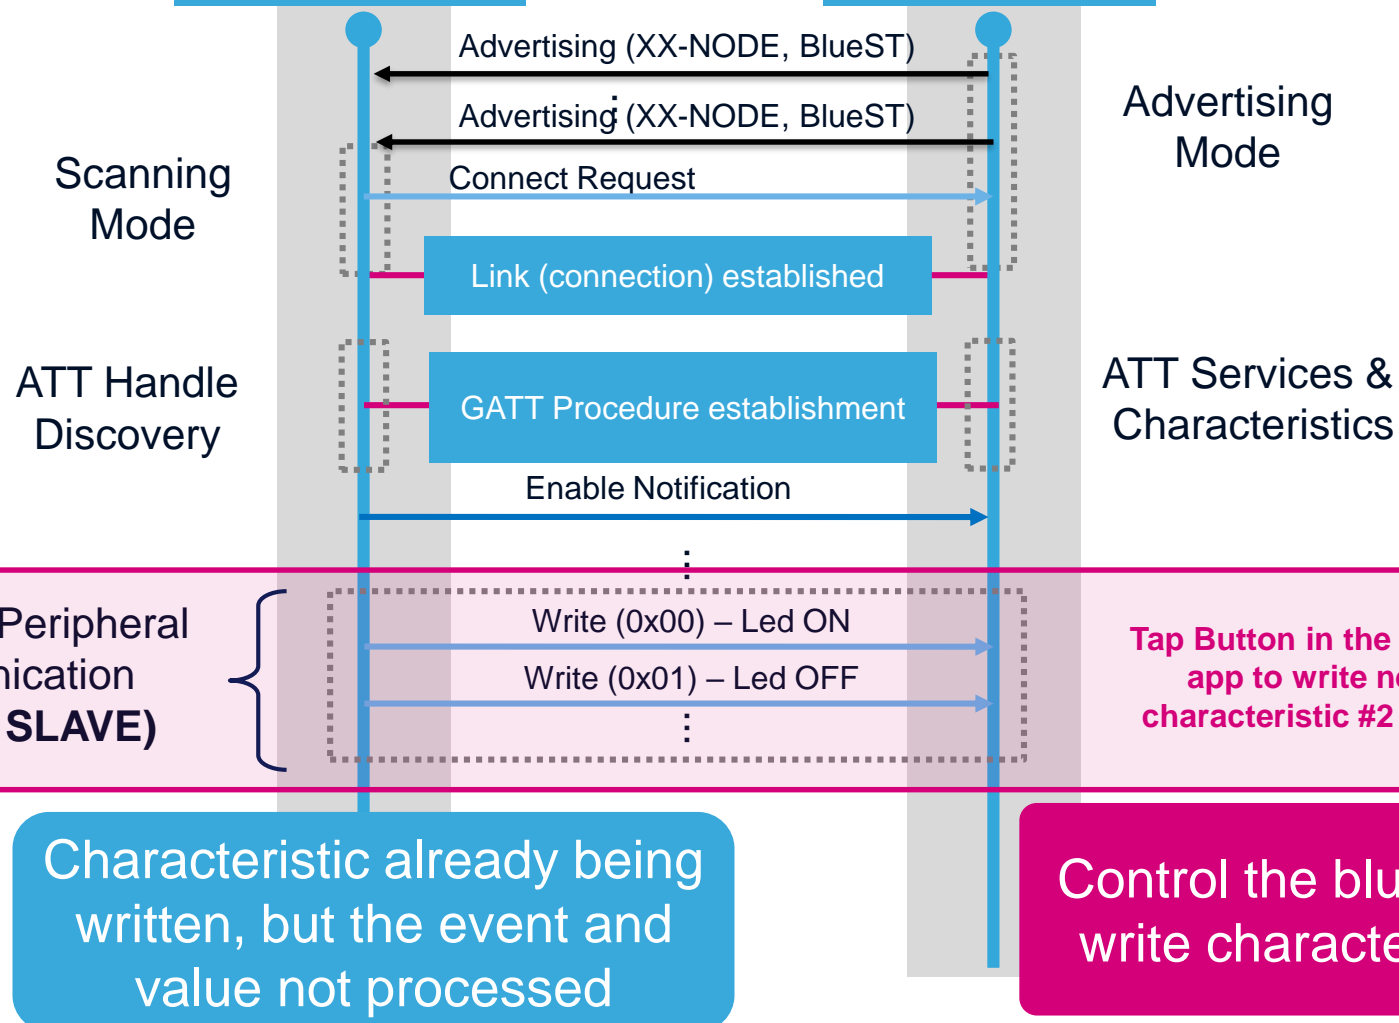 Advertising (XX-NODE, BlueST)
Advertising (XX-NODE, BlueST)
Advertising
Mode
Scanning
Mode
Connect Request
Link (connection) established
ATT Handle
Discovery
GATT Procedure establishment
ATT Services &
Characteristics
Enable Notification
Peripheral
nication
SLAVE)
Write (0x00) – Led ON
Write (0x01) – Led OFF
Tap Button in the
app to write
characteristic #2
Characteristic already being
written, but the event and
value not processed
Control the blu
write characte